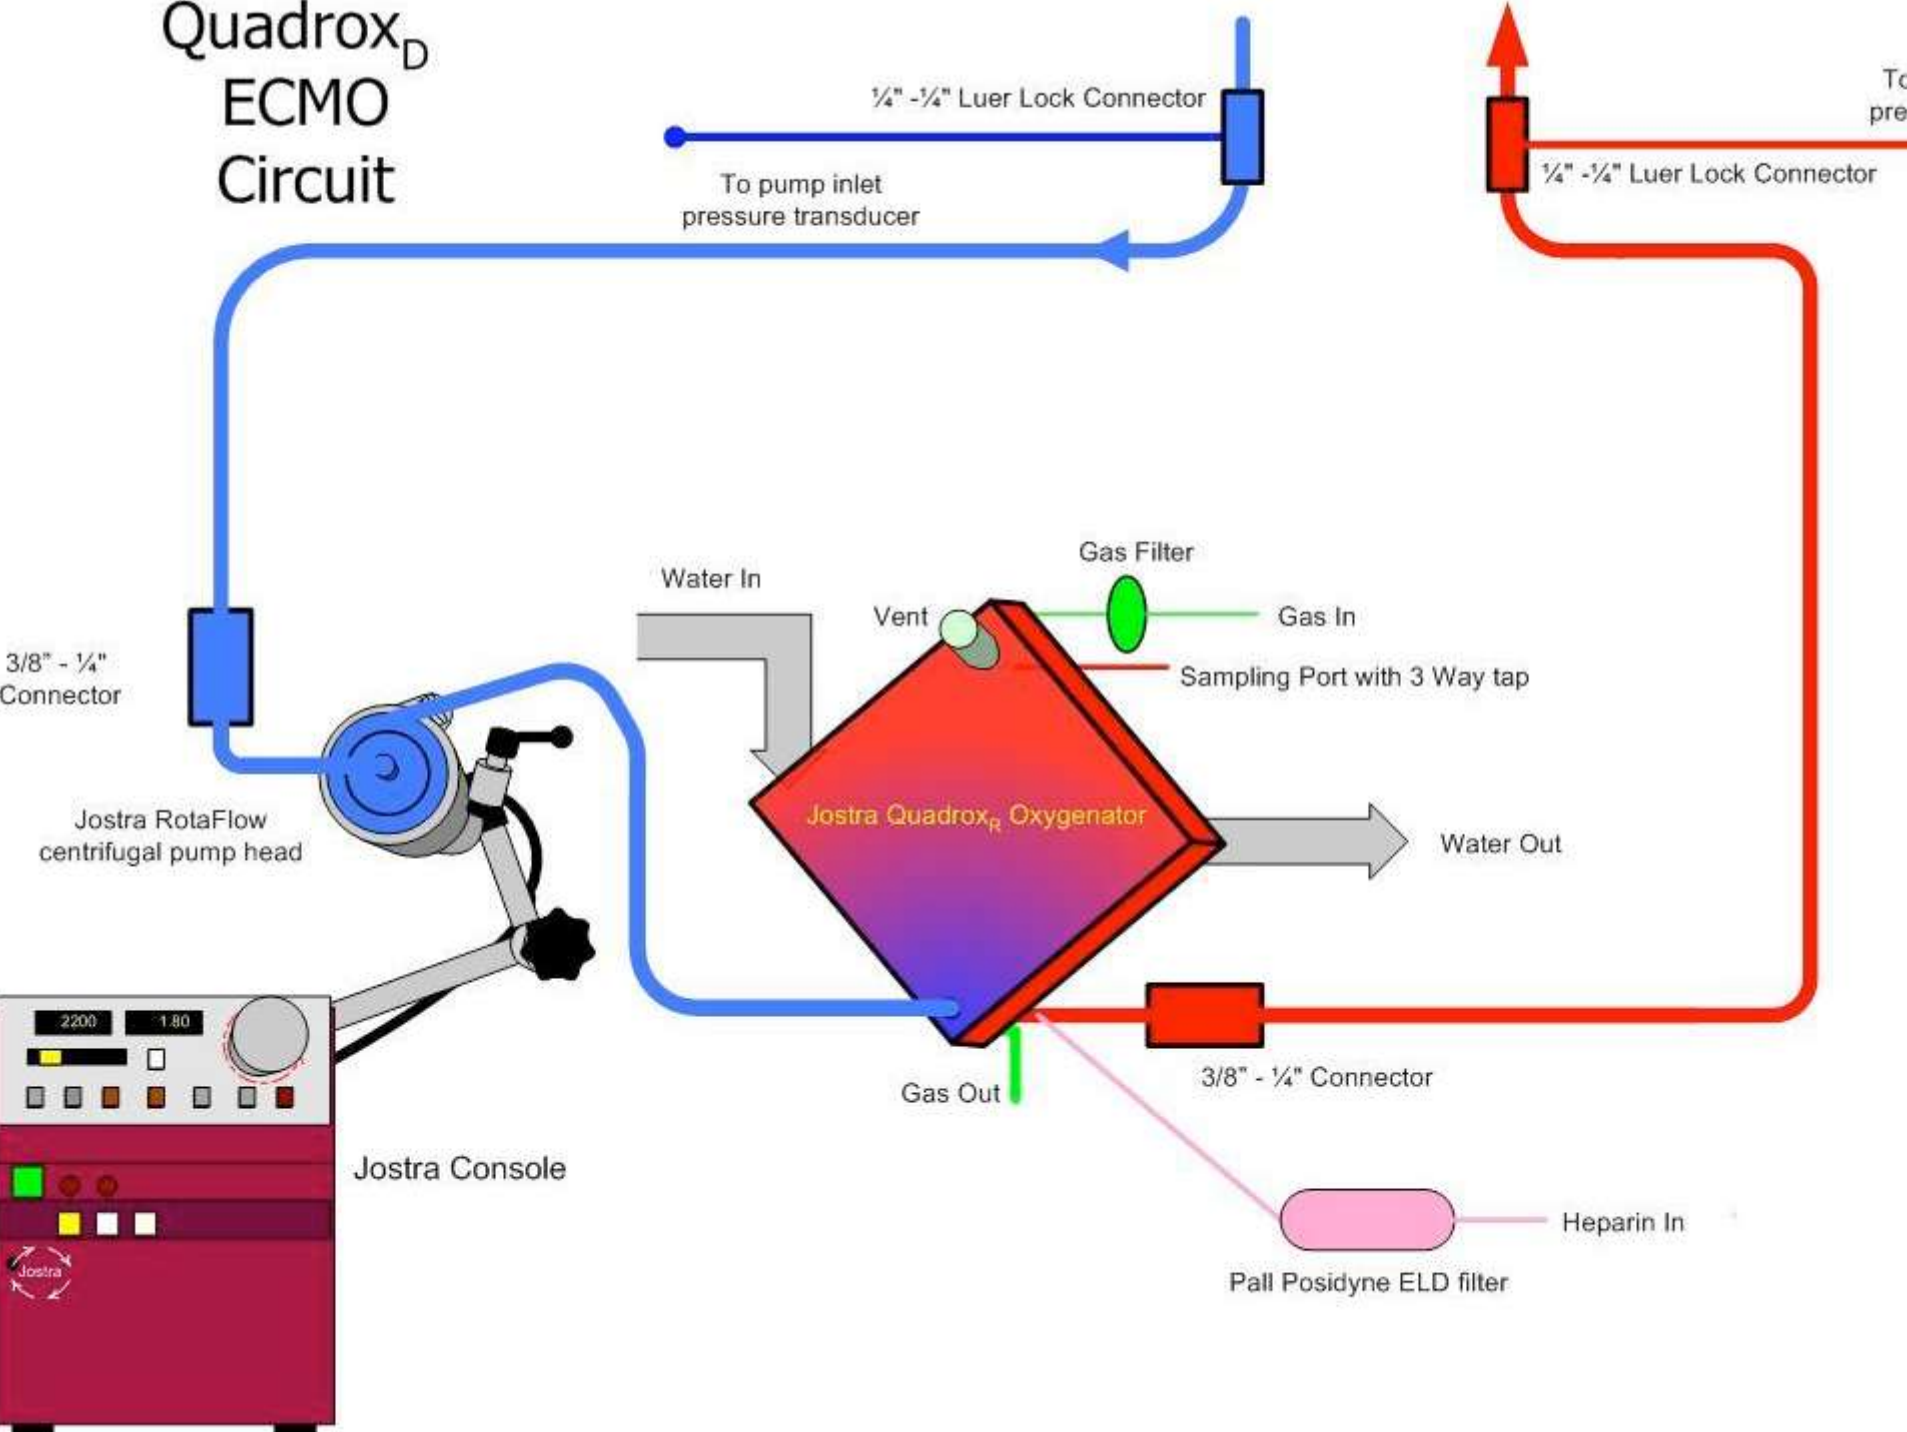 Quadrox_D
ECMO
Circuit
¼" -¼" Luer Lock Connector
To pump inlet
pressure transducer
¼" -¼" Luer Lock Connector
3/8” - ¼"
Connector
Water In
Gas Filter
Vent
Gas In
Sampling Port with 3 Way tap
Jostra Quadrox_R Oxygenator
Water Out
Jostra RotaFlow
centrifugal pump head
2200
1.80
Gas Out
3/8” - ¼" Connector
Jostra Console
Jostra
Heparin In
Pall Posidyne ELD filter